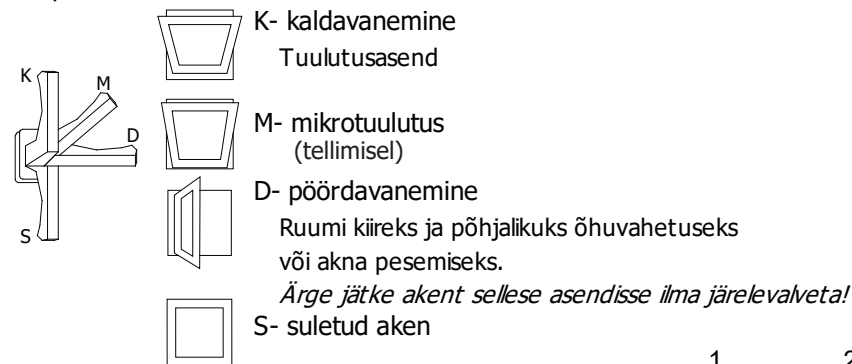 K- kaldavanemine
Tuulutusasend
K
M
D
S
M- mikrotuulutus
(tellimisel)
D- pöördavanemine
Ruumi kiireks ja põhjalikuks õhuvahetuseks
või akna pesemiseks.
Ärge jätke akent sellese asendisse ilma järelevalveta!
S- suletud aken